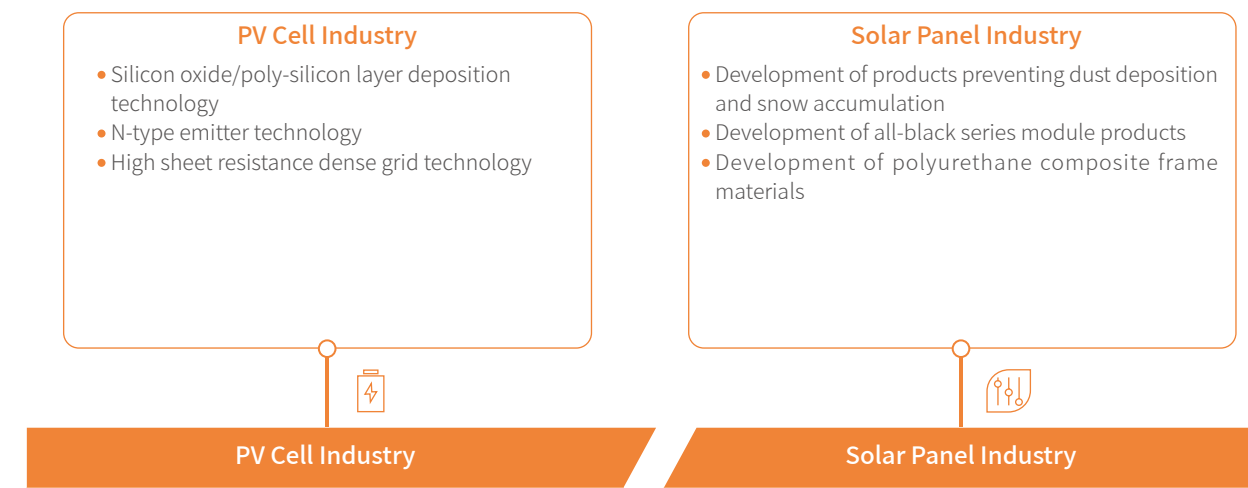 PV Cell Industry
• Silicon oxide/poly-silicon layer deposition
technology
• N-type emitter technology
• High sheet resistance dense grid technology
Solar Panel Industry
• Development of products preventing dust deposition
and snow accumulation
• Development of all-black series module products
• Development of polyurethane composite frame
materials
PV Cell Industry
Solar Panel Industry